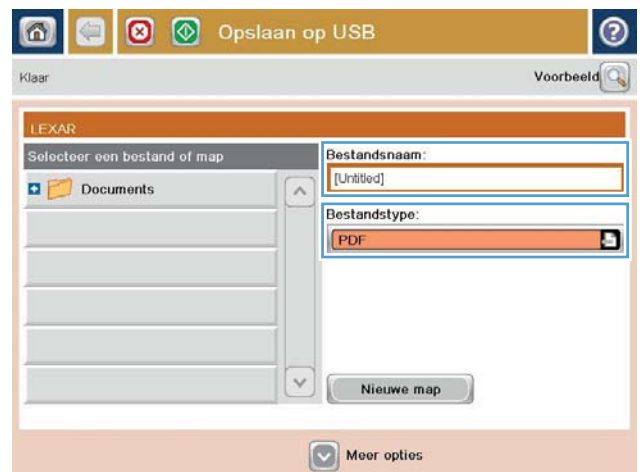 Opslaan op USB
Klaar
Voorbeeld
LEXAR
Selecteer een bestand of map
Documents
Bestandsnaam:
[Untitled]
Bestandstype:
PDF
Nieuwe map
Meer opties